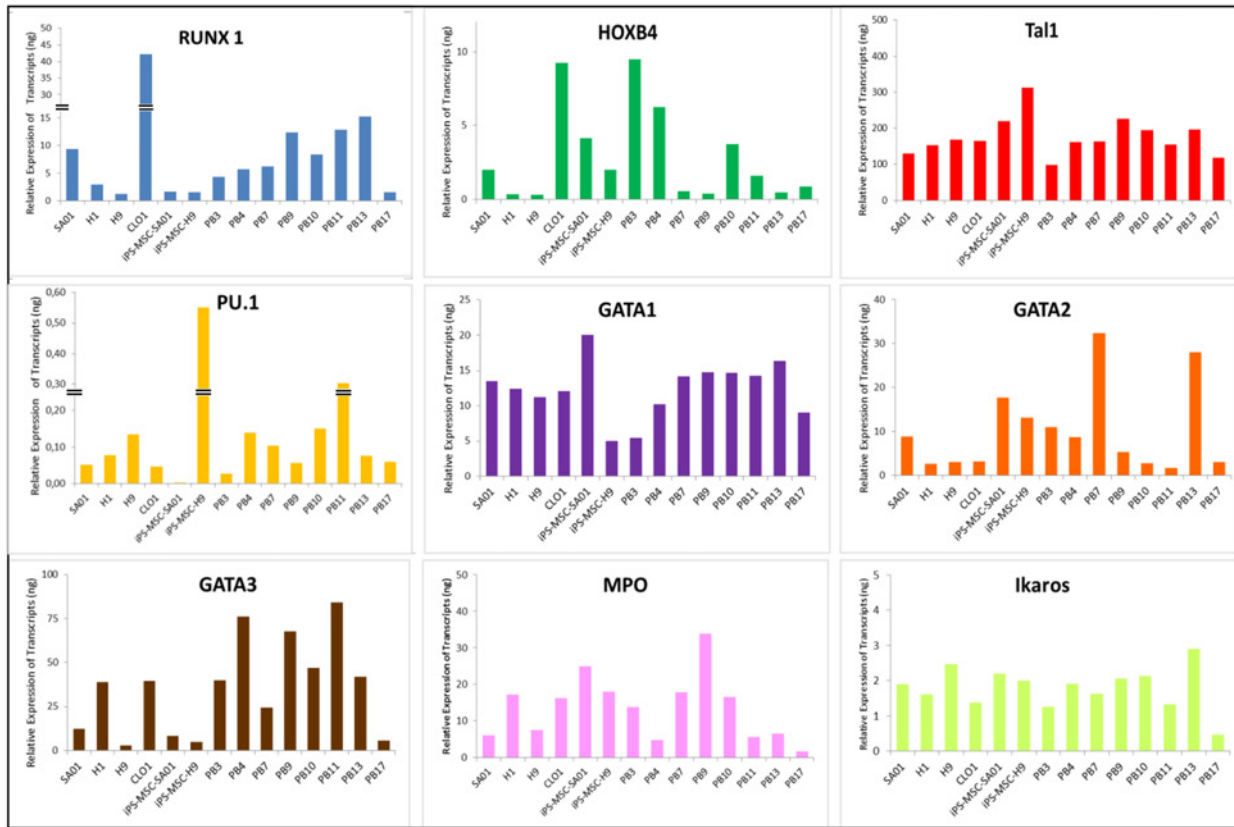 RUNX 1
Relative Expression of Transcripts (ng)
50
45
40
35
30
25
15
10
5
0
SA01
H1
H9
CLO1
iPS-MSC-SA01
iPS-MSC-H9
PB3
PB4
PB7
PB9
PB10
PB11
PB13
PB17
HOXB4
Relative Expression of Transcripts (ng)
10
5
0
SA01
H1
H9
CLO1
iPS-MSC-SA01
iPS-MSC-H9
PB3
PB4
PB7
PB9
PB10
PB11
PB13
PB17
Tal1
Relative Expression of Transcripts (ng)
500
400
300
200
100
0
SA01
H1
H9
CLO1
iPS-MSC-SA01
iPS-MSC-H9
PB3
PB4
PB7
PB9
PB10
PB11
PB13
PB17
PU.1
Relative Expression of Transcripts (ng)
0,60
0,50
0,40
0,30
0,20
0,10
0,00
SA01
H1
H9
CLO1
iPS-MSC-SA01
iPS-MSC-H9
PB3
PB4
PB7
PB9
PB10
PB11
PB13
PB17
GATA1
Relative Expression of Transcripts (ng)
25
20
15
10
5
0
SA01
H1
H9
CLO1
iPS-MSC-SA01
iPS-MSC-H9
PB3
PB4
PB7
PB9
PB10
PB11
PB13
PB17
GATA2
Relative Expression of Transcripts (ng)
40
30
20
10
0
SA01
H1
H9
CLO1
iPS-MSC-SA01
iPS-MSC-H9
PB3
PB4
PB7
PB9
PB10
PB11
PB13
PB17
GATA3
Relative Expression of Transcripts (ng)
100
75
50
25
0
SA01
H1
H9
CLO1
iPS-MSC-SA01
iPS-MSC-H9
PB3
PB4
PB7
PB9
PB10
PB11
PB13
PB17
MPO
Relative Expression of Transcripts (ng)
50
40
30
20
10
0
SA01
H1
H9
CLO1
iPS-MSC-SA01
iPS-MSC-H9
PB3
PB4
PB7
PB9
PB10
PB11
PB13
PB17
Ikaros
Relative Expression of Transcripts (ng)
5
4
3
2
1
0
SA01
H1
H9
CLO1
iPS-MSC-SA01
iPS-MSC-H9
PB3
PB4
PB7
PB9
PB10
PB11
PB13
PB17